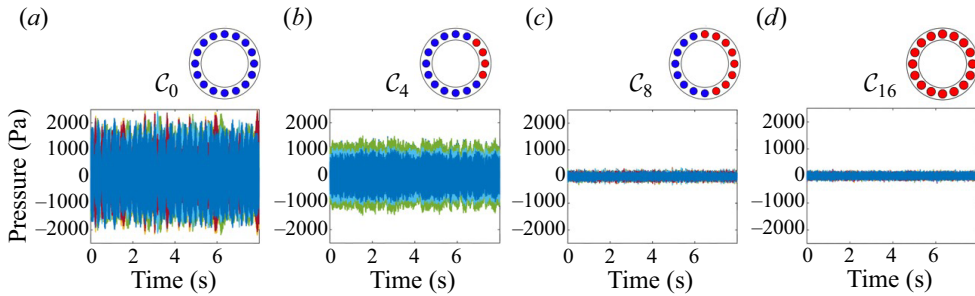 (a) (b) (c) (d)
C0 C4 C8 C16
Pressure (Pa)
2000 2000 2000 2000
1000 1000 1000 1000
0 0 0 0
–1000 –1000 –1000 –1000
–2000 –2000 –2000 –2000
0 2 4 6 0 2 4 6 0 2 4 6 0 2 4 6
Time (s) Time (s) Time (s) Time (s)